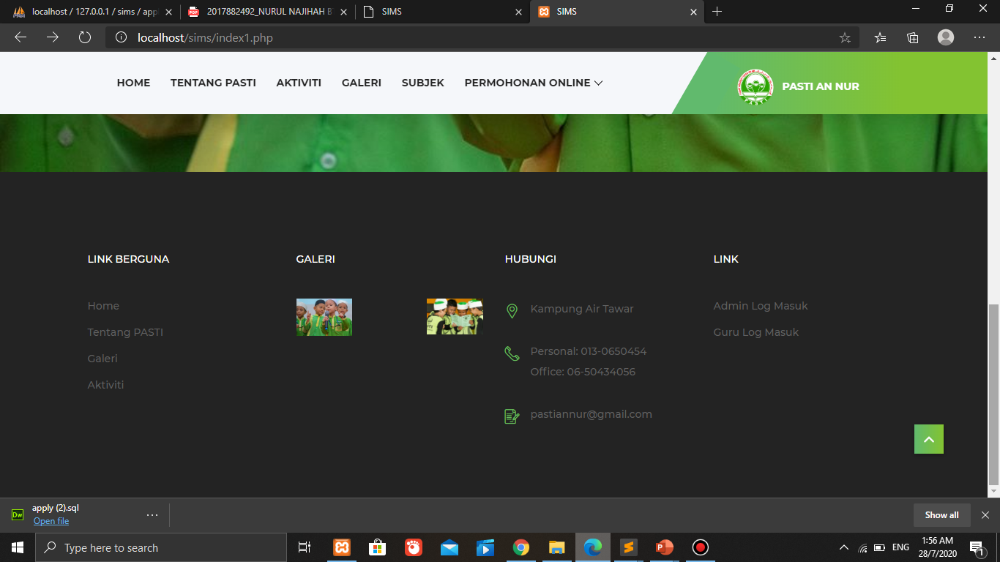 localhost / 127.0.0.1 / sims / appl
2017882492_NURUL NAJIHAH B
SIMS
SIMS
localhost/sims/index1.php
HOME
TENTANG PASTI
AKTIVITI
GALERI
SUBJEK
PERMOHONAN ONLINE
PASTI AN NUR
LINK BERGUNA
Home
Tentang PASTI
Galeri
Aktiviti
GALERI
HUBUNGI
Kampung Air Tawar
Personal: 013-0650454
Office: 06-50434056
pastiannur@gmail.com
LINK
Admin Log Masuk
Guru Log Masuk
Dw
apply (2).sql
Open file
Show all
Type here to search
ENG
1:56 AM
28/7/2020
1